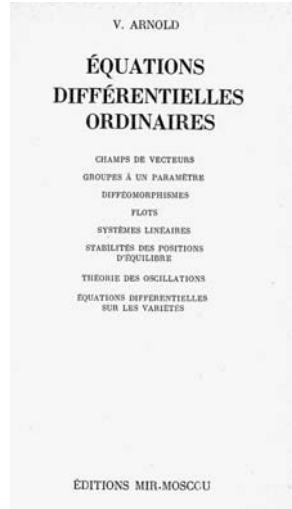 V. ARNOLD
ÉQUATIONS
DIFFÉRENTIELLES
ORDINAIRES
CHAMPS DE VECTEURS
GROUPES À UN PARAMÈTRE
DIFFÉOMORPHISMES
FLOTS
SYSTÈMES LINÉAIRES
STABILITÉS DES POSITIONS
D'ÉQUILIBRE
THÉORIE DES OSCILLATIONS
ÉQUATIONS DIFFÉRENTIELLES
SUR LES VARIÉTÉS
ÉDITIONS MIR-MOSCOU